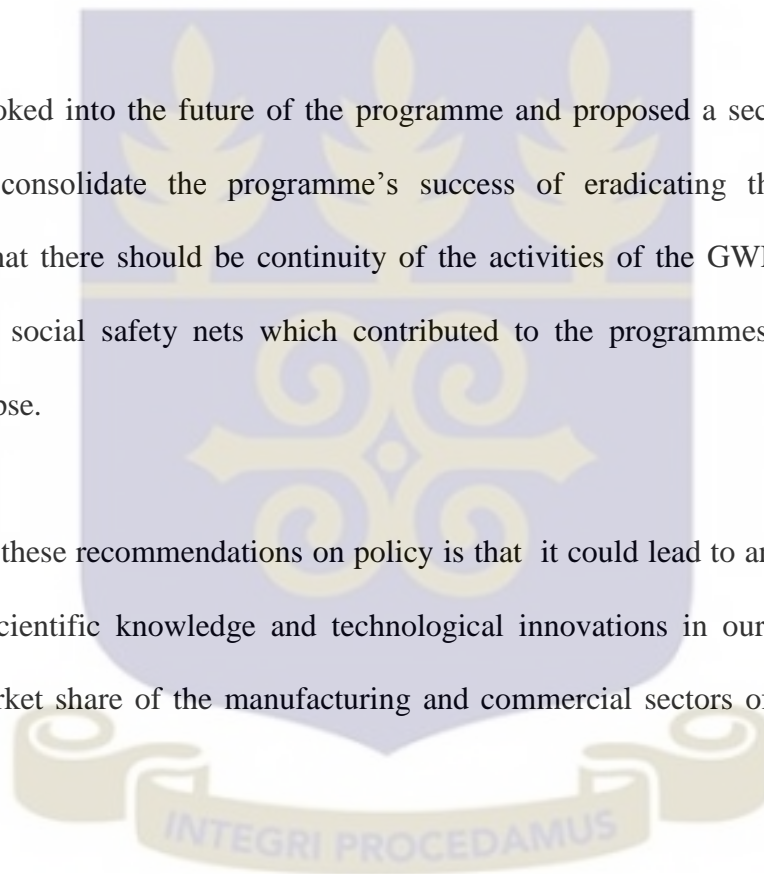 oked into the future of the programme and proposed a sec
consolidate the programme's success of eradicating th
hat there should be continuity of the activities of the GWI
social safety nets which contributed to the programmes
pse.
these recommendations on policy is that it could lead to an
cientific knowledge and technological innovations in our
rket share of the manufacturing and commercial sectors of
INTEGRI PROCEDAMUS